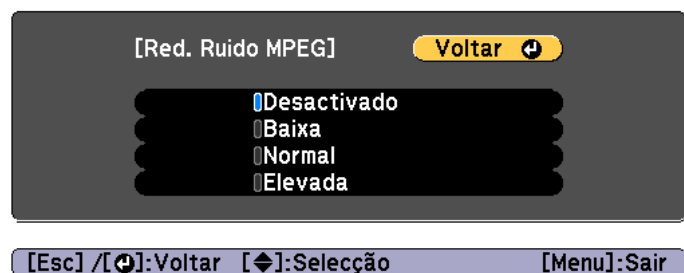 [Red. Ruido MPEG] Voltar
Desactivado
Baixa
Normal
Elevada
[Esc] /[ ]:Voltar [ ]:Selecção [Menu]:Sair